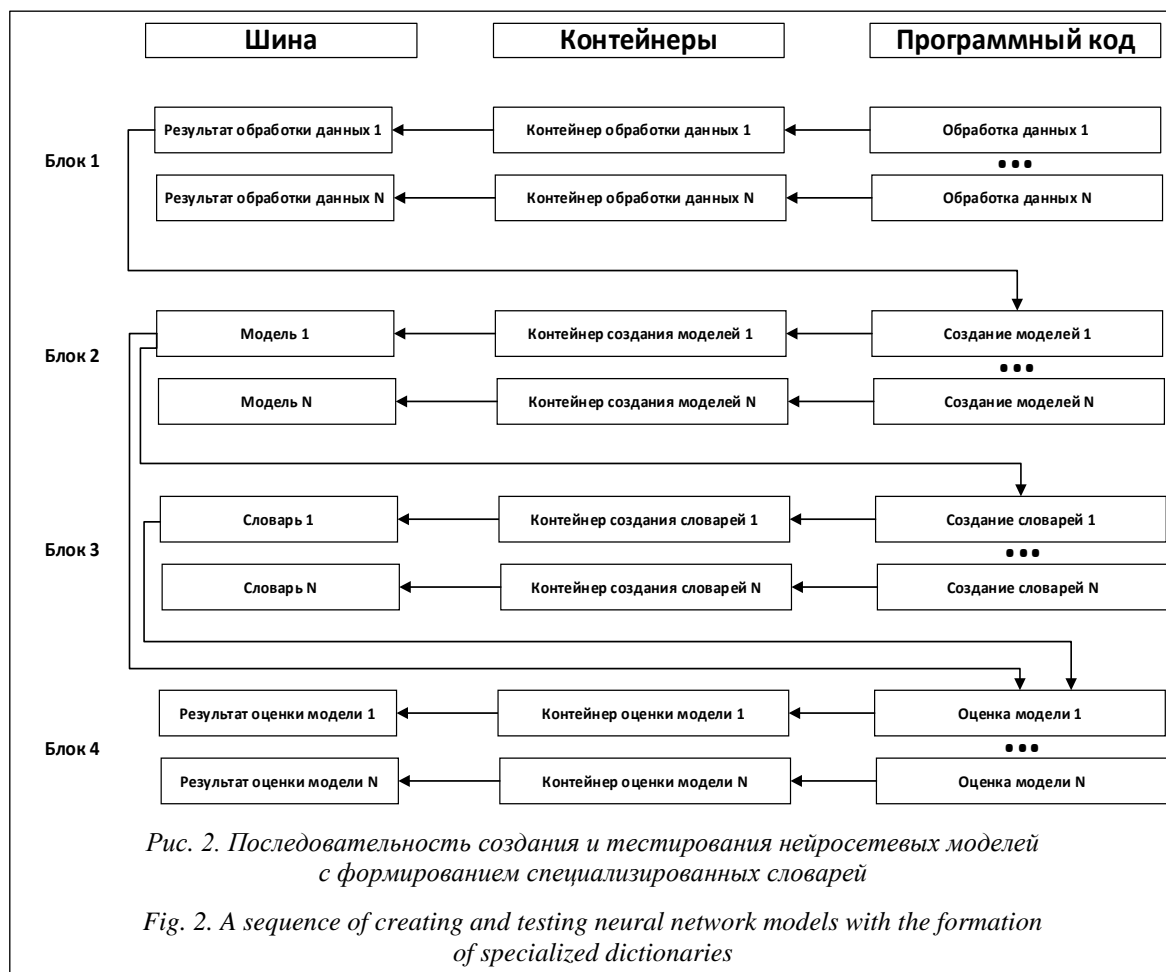 Шина Контейнеры Программный код
Результат обработки данных 1 Контейнер обработки данных 1 Обработка данных 1
Блок 1
Результат обработки данных N Контейнер обработки данных N Обработка данных N
Модель 1 Контейнер создания моделей 1 Создание моделей 1
Блок 2
Модель N Контейнер создания моделей N Создание моделей N
Словарь 1 Контейнер создания словарей 1 Создание словарей 1
Блок 3
Словарь N Контейнер создания словарей N Создание словарей N
Результат оценки модели 1 Контейнер оценки модели 1 Оценка модели 1
Блок 4
Результат оценки модели N Контейнер оценки модели N Оценка модели N
Рис. 2. Последовательность создания и тестирования нейросетевых моделей
с формированием специализированных словарей
Fig. 2. A sequence of creating and testing neural network models with the formation
of specialized dictionaries